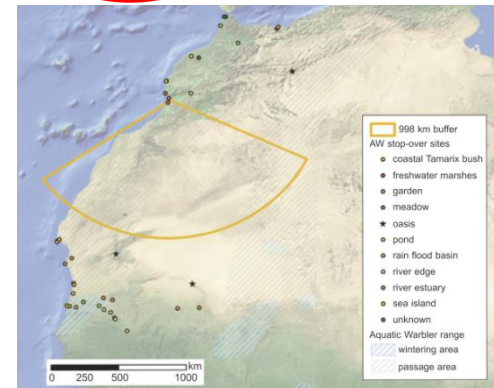 998 km buffer
AW stop-over sites
coastal Tamarix bush
freshwater marshes
garden
meadow
oasis
pond
rain flood basin
river edge
river estuary
sea island
unknown
Aquatic Warbler range
wintering area
passage area
km
0 250 500 1000